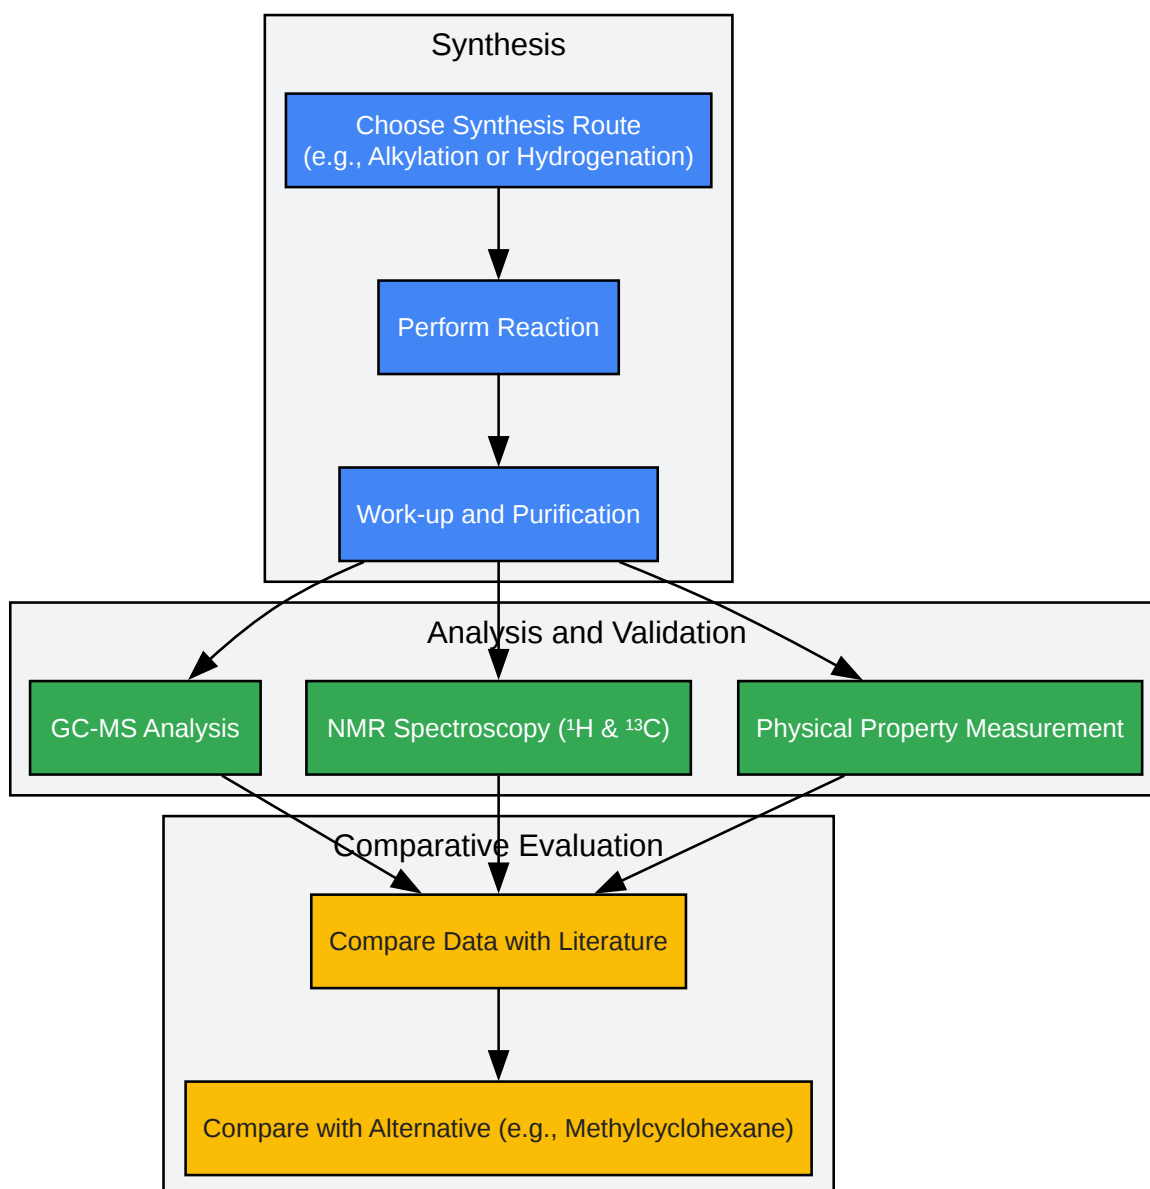 Synthesis
Choose Synthesis Route
(e.g., Alkylation or Hydrogenation)
Perform Reaction
Work-up and Purification
Analysis and Validation
GC-MS Analysis
NMR Spectroscopy (¹H & ¹³C)
Physical Property Measurement
Comparative Evaluation
Compare Data with Literature
Compare with Alternative (e.g., Methylcyclohexane)